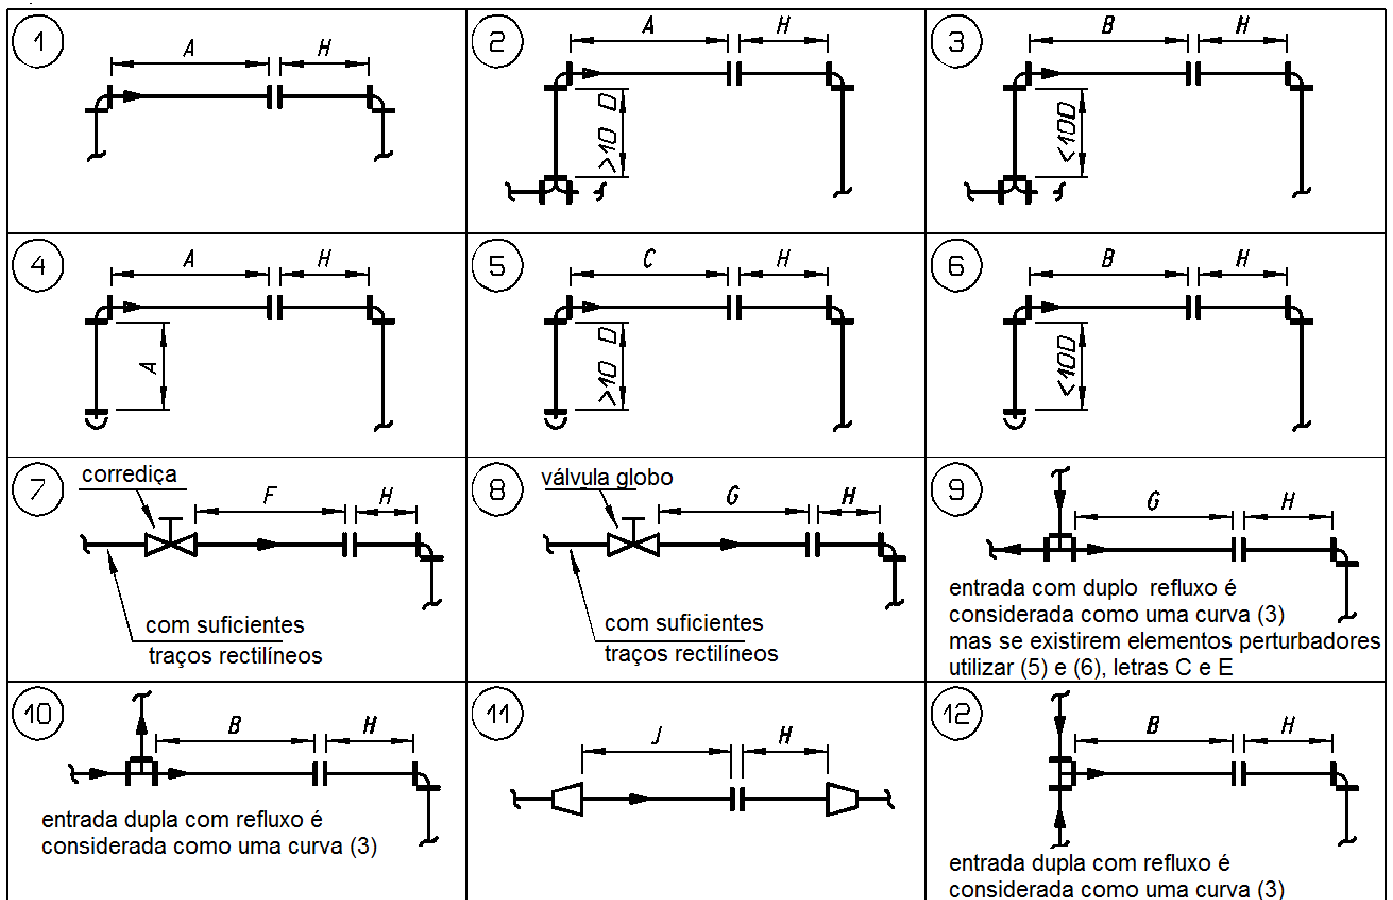 1
A
H
2
A
H
>10 D
3
B
H
<10D
4
A
H
A
5
C
H
>10 D
6
B
H
<10D
7
corrediça
F
H
com suficientes
traços rectilíneos
8
válvula globo
G
H
com suficientes
traços rectilíneos
9
G
H
entrada com duplo refluxo é
considerada como uma curva (3)
mas se existirem elementos perturbadores
utilizar (5) e (6), letras C e E
10
B
H
entrada dupla com refluxo é
considerada como uma curva (3)
11
J
H
12
B
H
entrada dupla com refluxo é
considerada como uma curva (3)